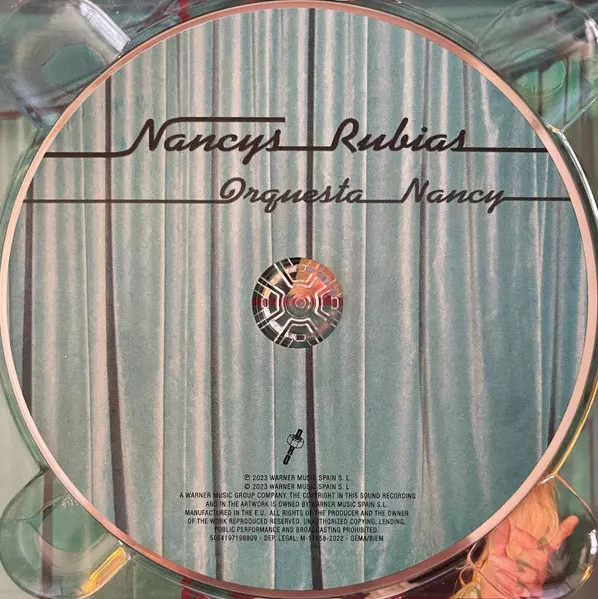 Nancys Rubias
Orquesta Nancy
℗ 2023 WARNER MUSIC SPAIN S. L
© 2023 WARNER MUSIC SPAIN S. L
A WARNER MUSIC GROUP COMPANY. THE COPYRIGHT IN THIS SOUND RECORDING
AND IN THE ARTWORK IS OWNED BY WARNER MUSIC SPAIN S.L.
MANUFACTURED IN THE E.U. ALL RIGHTS OF THE PRODUCER AND THE OWNER
OF THE WORK REPRODUCED RESERVED. UNAUTHORIZED COPYING, LENDING,
PUBLIC PERFORMANCE AND BROADCASTING PROHIBITED.
5054197196809 - DEP. LEGAL: -2022 - GEMA/BIEM